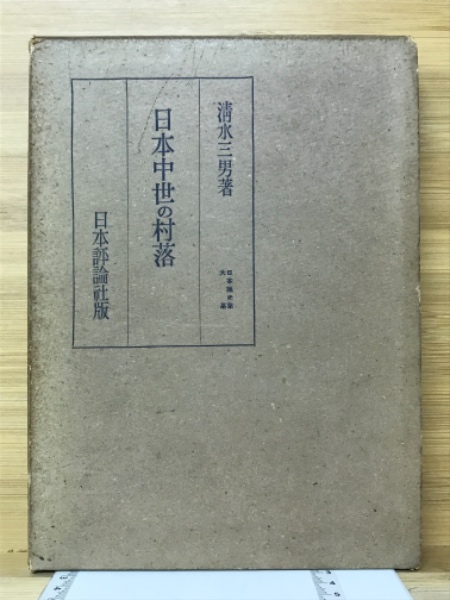 清水三男著
日本中世の村落
日本評論社版